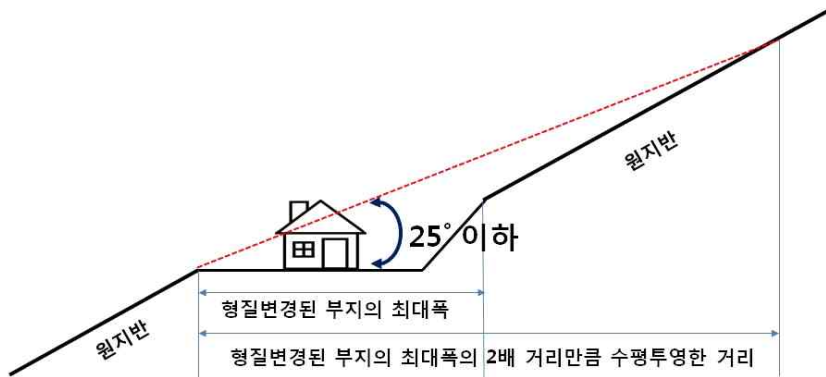 원지반
25° 이하
형질변경된 부지의 최대폭
원지반
형질변경된 부지의 최대폭의 2배 거리만큼 수평투영한 거리